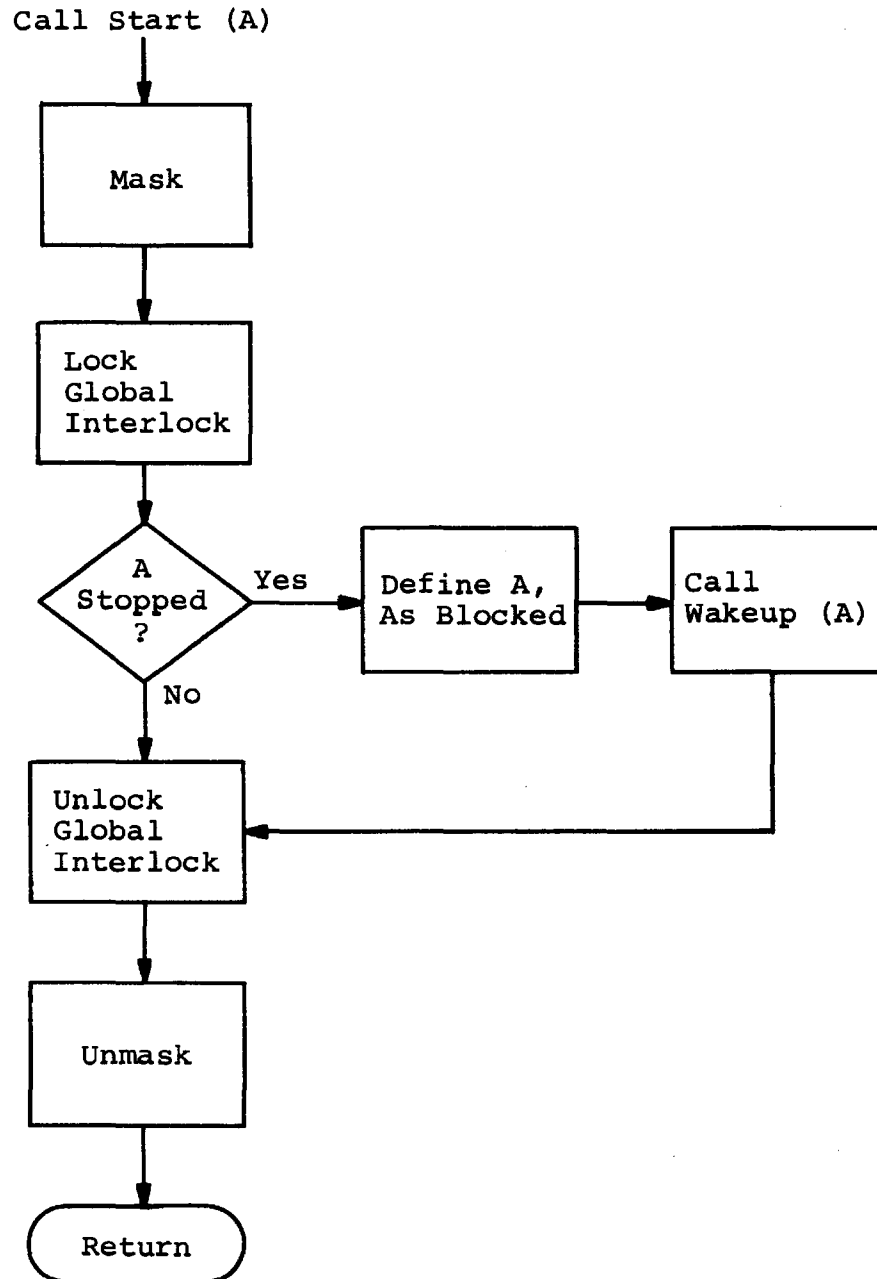 Call Start (A)
Mask
Lock
Global
Interlock
A
Stopped
?
Yes
Define A,
As Blocked
Call
Wakeup (A)
No
Unlock
Global
Interlock
Unmask
Return